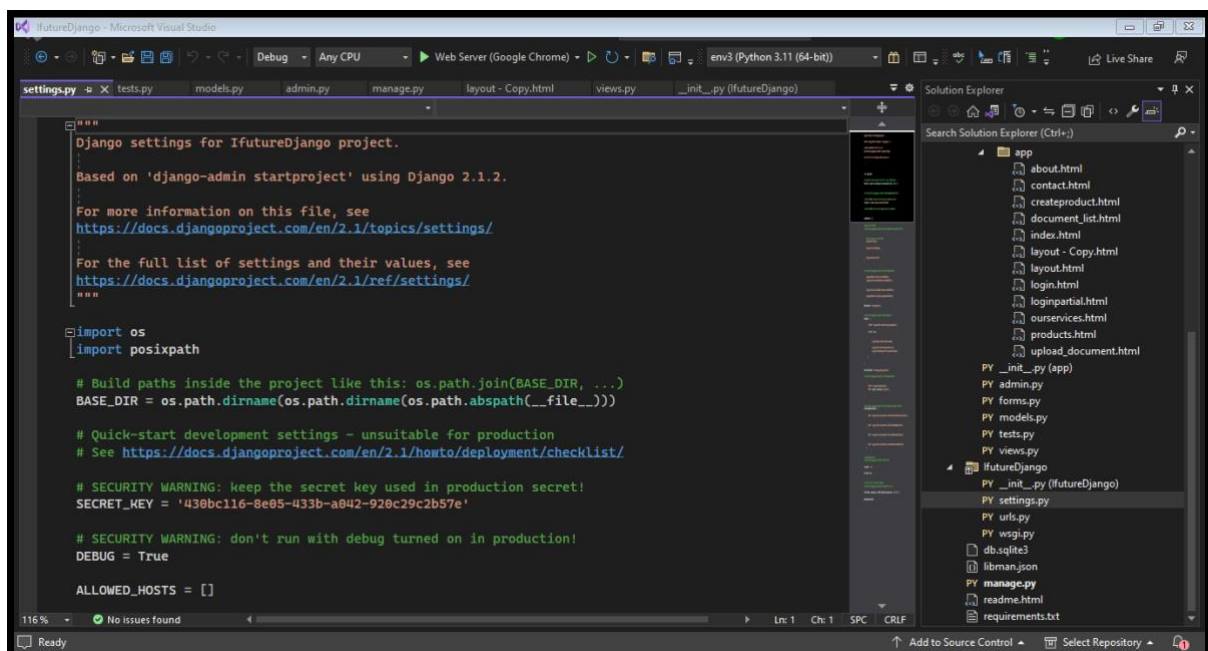 IfutureDjango - Microsoft Visual Studio
Debug Any CPU Web Server (Google Chrome) env3 (Python 3.11 (64-bit)) Live Share
settings.py tests.py models.py admin.py manage.py layout - Copy.html views.py __init__.py (IfutureDjango)
"""
Django settings for IfutureDjango project.
Based on 'django-admin startproject' using Django 2.1.2.
For more information on this file, see
https://docs.djangoproject.com/en/2.1/topics/settings/
For the full list of settings and their values, see
https://docs.djangoproject.com/en/2.1/ref/settings/
"""
import os
import posixpath
# Build paths inside the project like this: os.path.join(BASE_DIR, ...)
BASE_DIR = os.path.dirname(os.path.dirname(os.path.abspath(__file__)))
# Quick-start development settings - unsuitable for production
# See https://docs.djangoproject.com/en/2.1/howto/deployment/checklist/
# SECURITY WARNING: keep the secret key used in production secret!
SECRET_KEY = '430bc116-8e05-433b-a042-920c29c2b57e'
# SECURITY WARNING: don't run with debug turned on in production!
DEBUG = True
ALLOWED_HOSTS = []
116 % No issues found Ln: 1 Ch: 1 SPC CRLF
Solution Explorer
Search Solution Explorer (Ctrl+;)
app
about.html
contact.html
createproduct.html
document_list.html
index.html
layout - Copy.html
layout.html
login.html
loginpartial.html
ourservices.html
products.html
upload_document.html
PY __init__.py (app)
PY admin.py
PY forms.py
PY models.py
PY tests.py
PY views.py
IfutureDjango
PY __init__.py (IfutureDjango)
PY settings.py
PY urls.py
PY wsgi.py
db.sqlite3
libman.json
PY manage.py
readme.html
requirements.txt
Ready Add to Source Control Select Repository 1